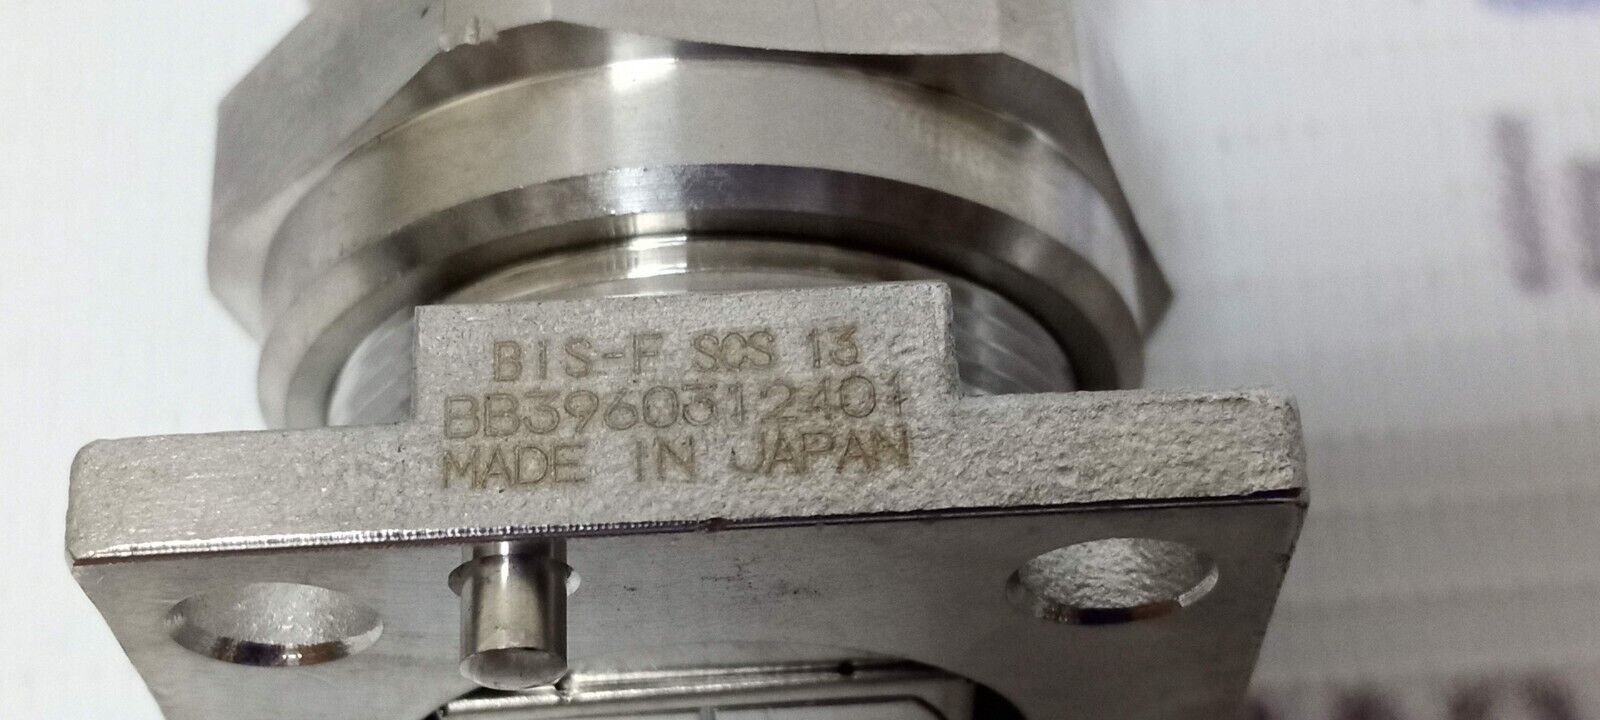 BIS-F SCS 13
BB3960312401
MADE IN JAPAN